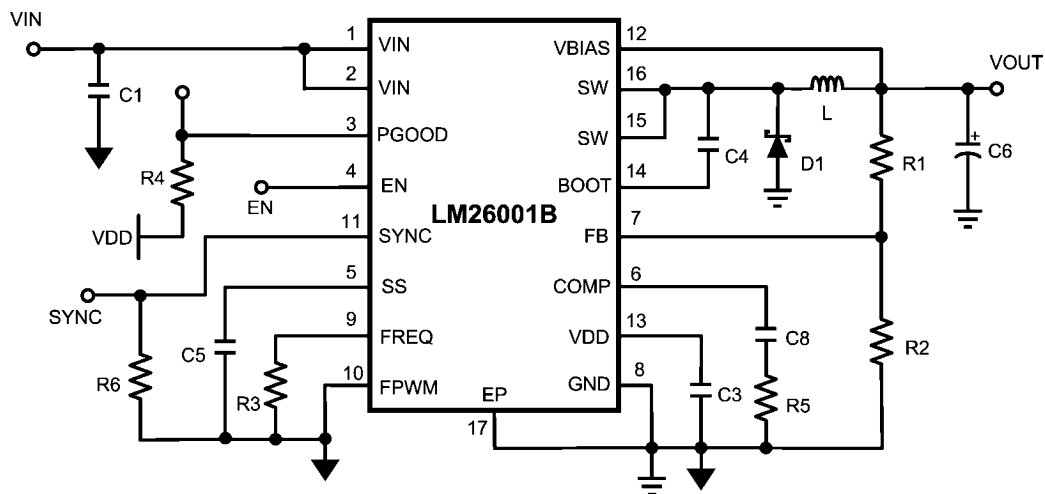 VIN
C1
R4
VDD
EN
SYNC
R6
C5
R3
1 VIN
2 VIN
3 PGOOD
4 EN
11 SYNC
5 SS
9 FREQ
10 FPWM
LM26001B
EP
17
VBIAS 12
SW 16
SW 15
BOOT 14
FB 7
COMP 6
VDD 13
GND 8
C4
D1
L
VOUT
R1
+
C6
R2
C8
R5
C3